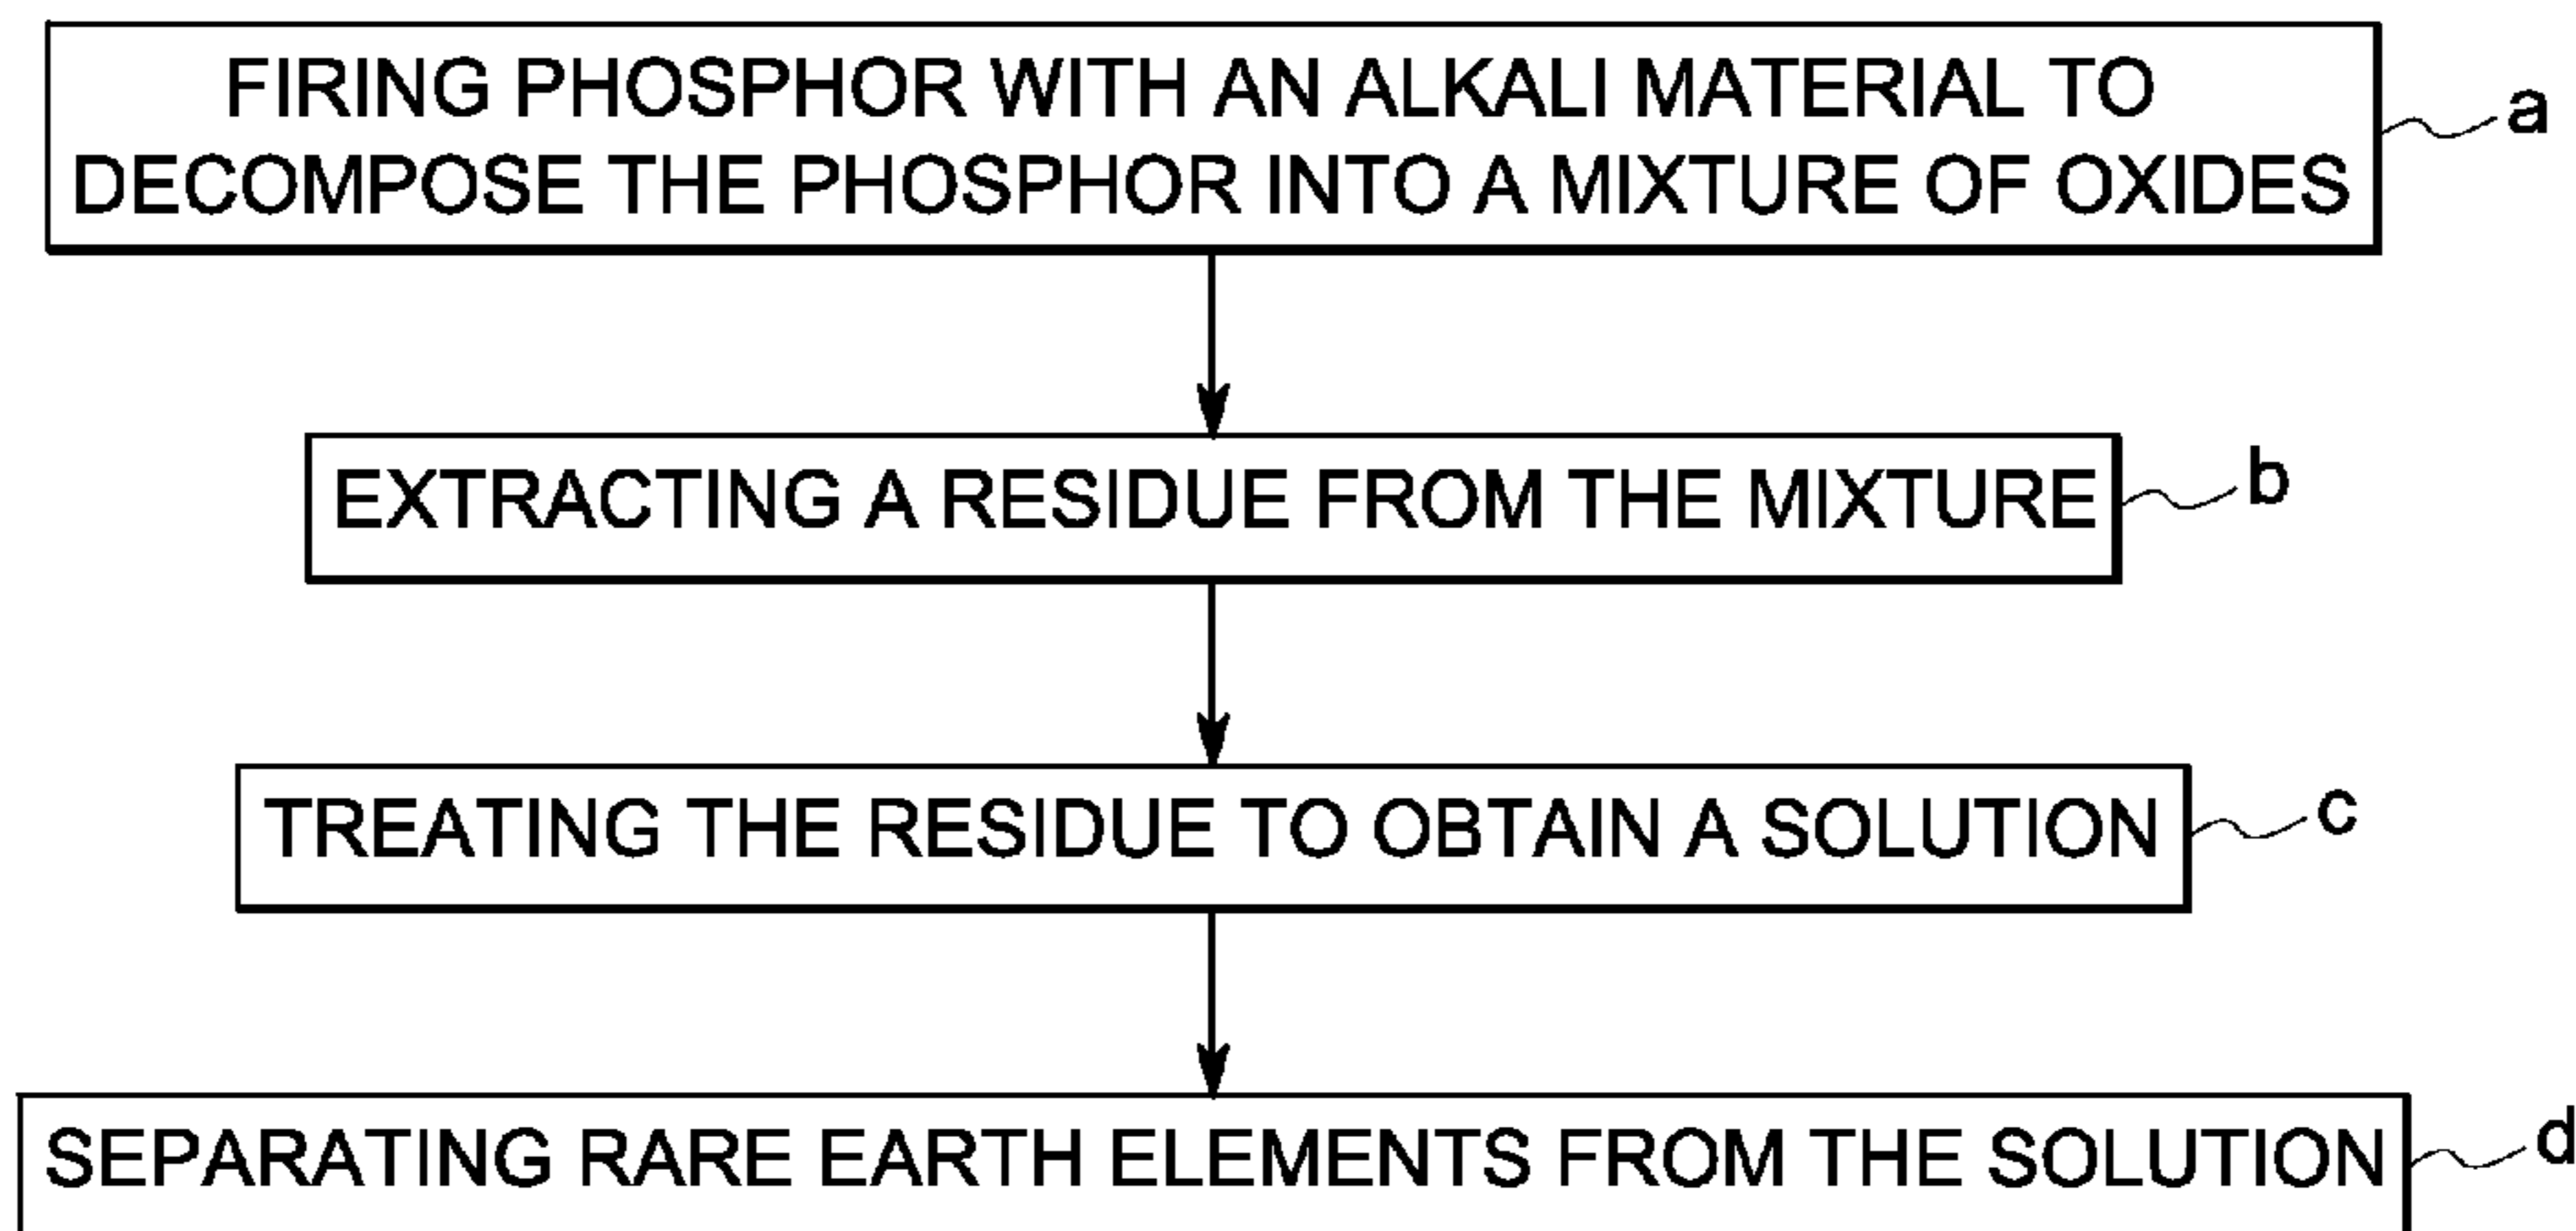 FIRING PHOSPHOR WITH AN ALKALI MATERIAL TO
DECOMPOSE THE PHOSPHOR INTO A MIXTURE OF OXIDES
a
EXTRACTING A RESIDUE FROM THE MIXTURE
b
TREATING THE RESIDUE TO OBTAIN A SOLUTION
c
SEPARATING RARE EARTH ELEMENTS FROM THE SOLUTION
d